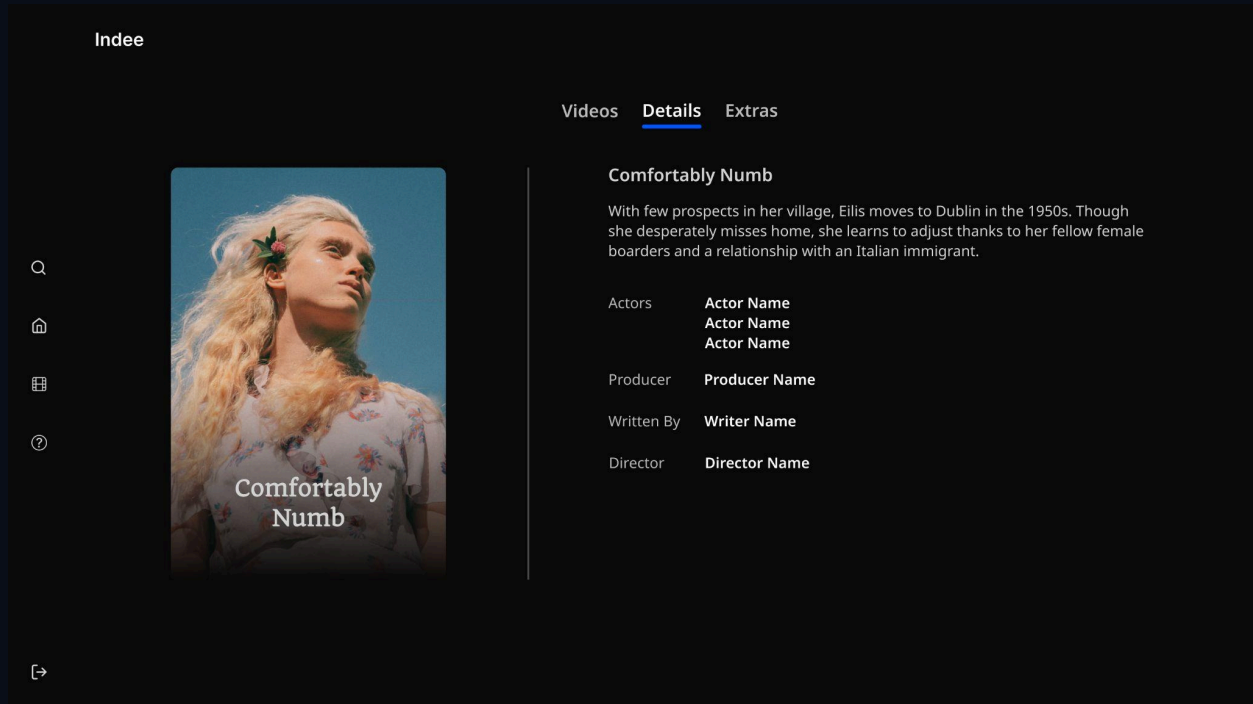 Indee
Videos Details Extras
Comfortably
Numb
Comfortably Numb
With few prospects in her village, Eilis moves to Dublin in the 1950s. Though
she desperately misses home, she learns to adjust thanks to her fellow female
boarders and a relationship with an Italian immigrant.
Actors Actor Name
Actor Name
Actor Name
Producer Producer Name
Written By Writer Name
Director Director Name